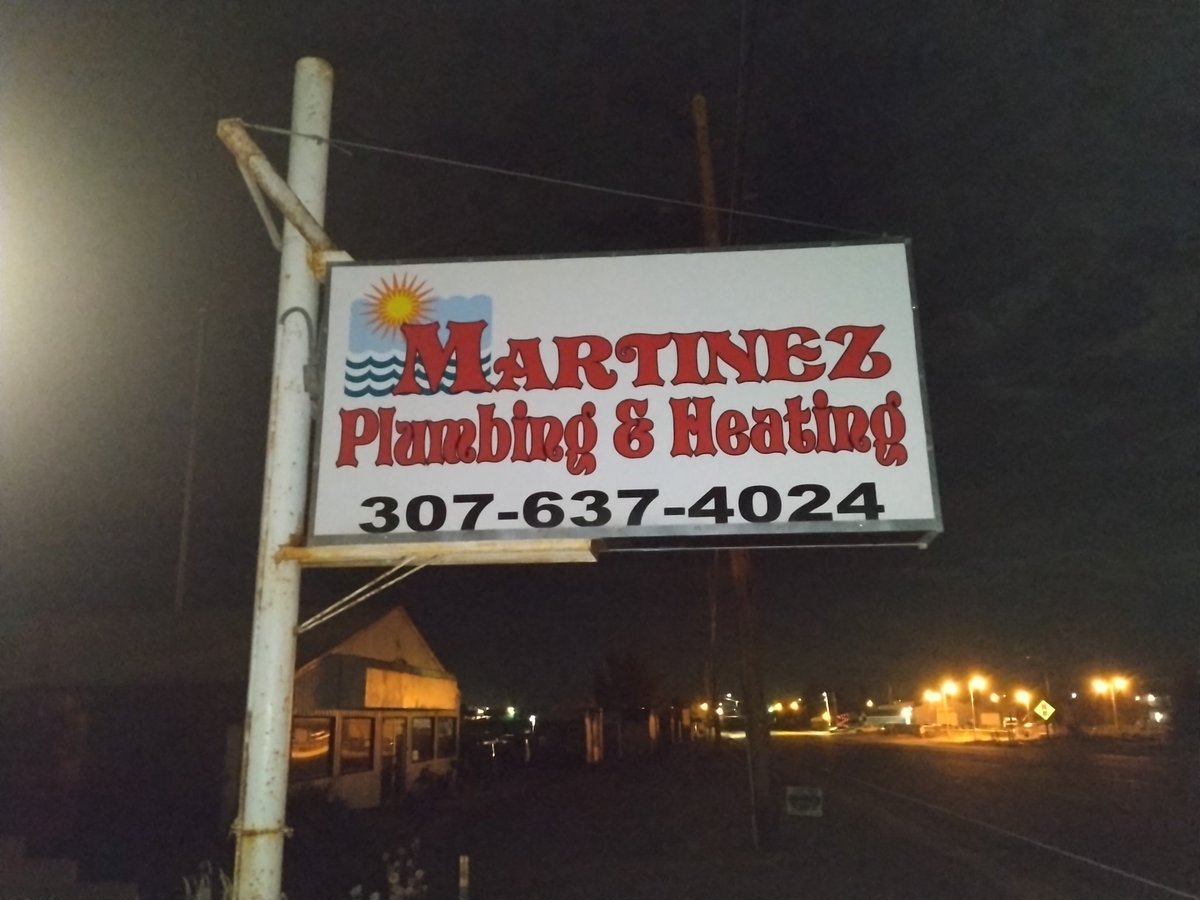 MARTINEZ
Plumbing & Heating
307-637-4024